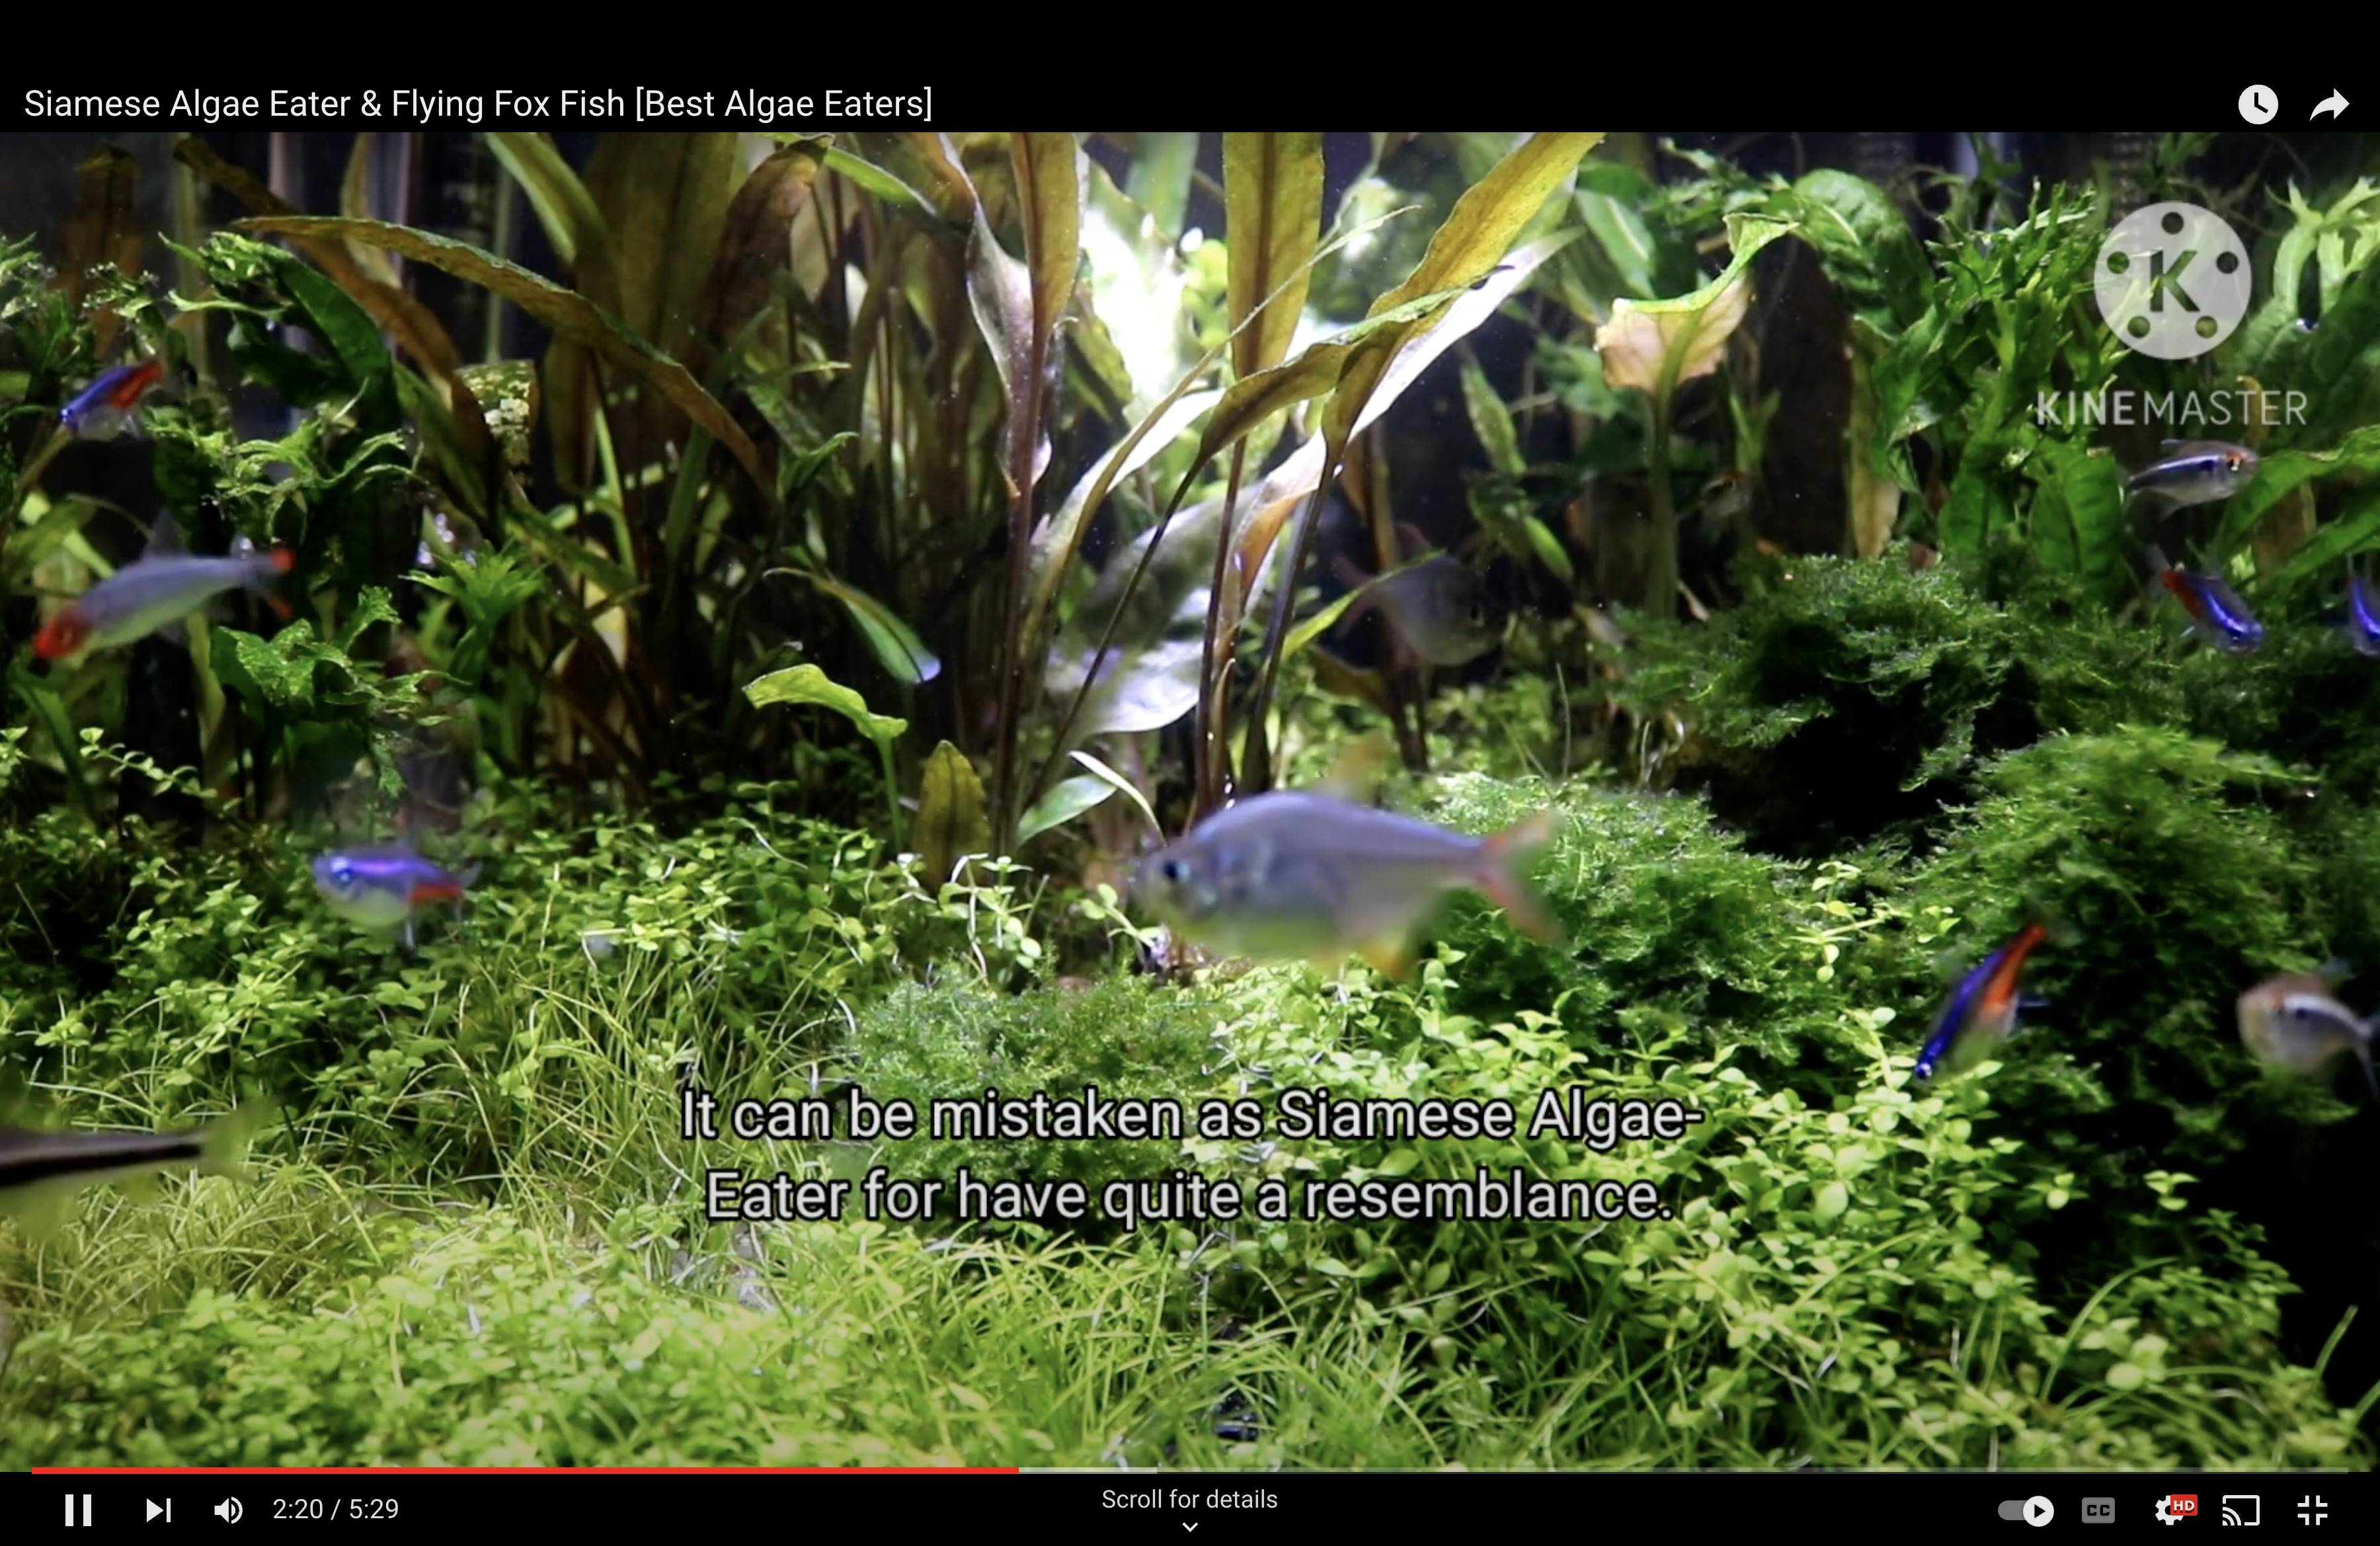 Siamese Algae Eater & Flying Fox Fish [Best Algae Eaters]
K
KINEMASTER
It can be mistaken as Siamese Algae-
Eater for have quite a resemblance.
2:20 / 5:29
Scroll for details
CC
HD